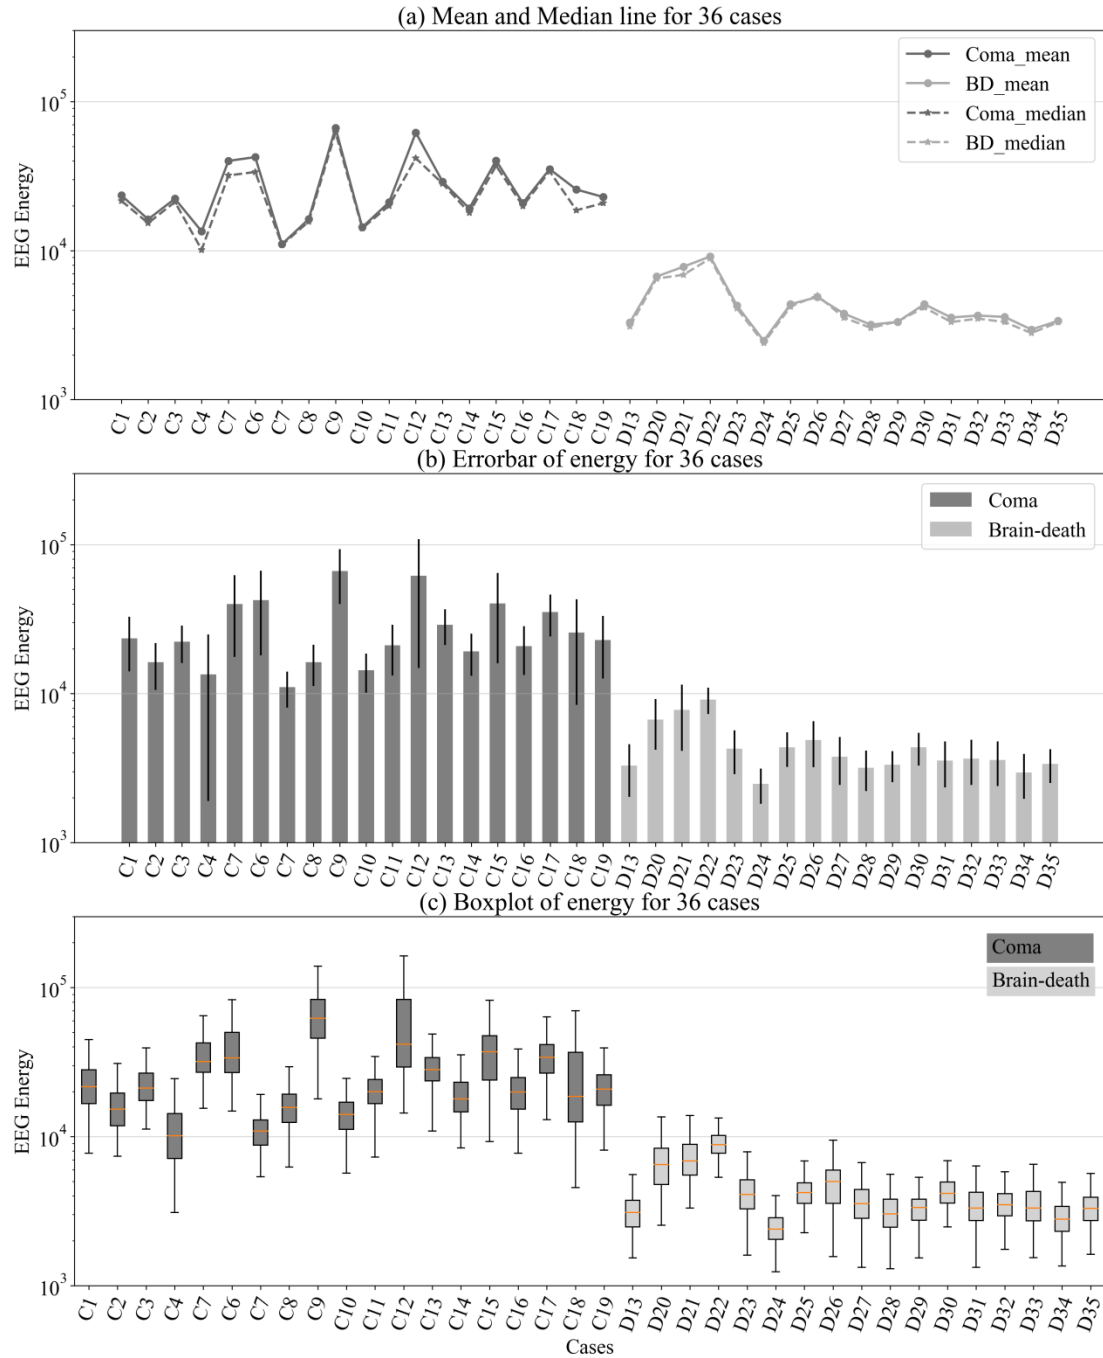 (a) Mean and Median line for 36 cases
Coma_mean
BD_mean
Coma_median
BD_median
EEG Energy
10^5
10^4
10^3
C1 C2 C3 C4 C7 C6 C7 C8 C9 C10 C11 C12 C13 C14 C15 C16 C17 C18 C19 D13 D20 D21 D22 D23 D24 D25 D26 D27 D28 D29 D30 D31 D32 D33 D34 D35
(b) Errorbar of energy for 36 cases
Coma
Brain-death
EEG Energy
10^5
10^4
10^3
C1 C2 C3 C4 C7 C6 C7 C8 C9 C10 C11 C12 C13 C14 C15 C16 C17 C18 C19 D13 D20 D21 D22 D23 D24 D25 D26 D27 D28 D29 D30 D31 D32 D33 D34 D35
(c) Boxplot of energy for 36 cases
Coma
Brain-death
EEG Energy
10^5
10^4
10^3
C1 C2 C3 C4 C7 C6 C7 C8 C9 C10 C11 C12 C13 C14 C15 C16 C17 C18 C19 D13 D20 D21 D22 D23 D24 D25 D26 D27 D28 D29 D30 D31 D32 D33 D34 D35
Cases